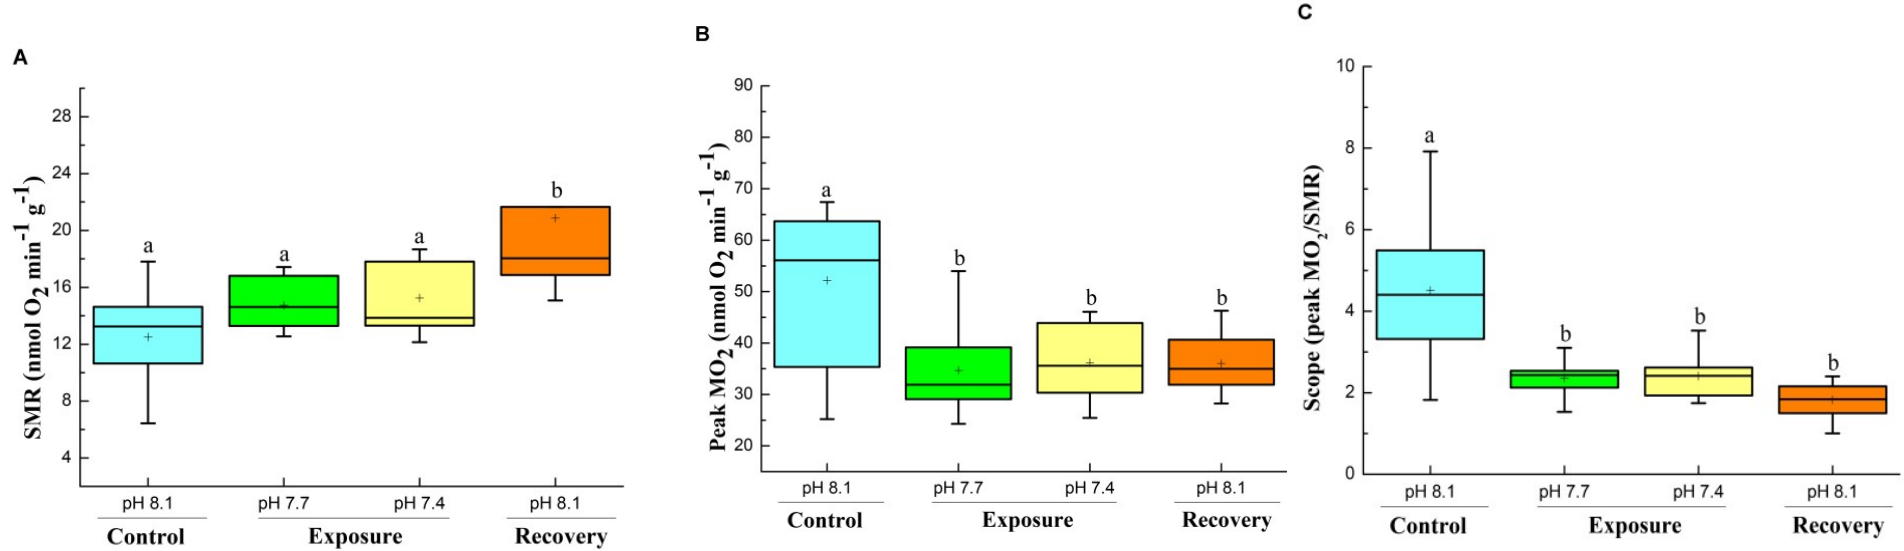 A
SMR (nmol O2 min-1 g-1)
28
24
20
16
12
8
4
a
a
a
b
pH 8.1
pH 7.7
pH 7.4
pH 8.1
Control
Exposure
Recovery
B
Peak MO2 (nmol O2 min-1 g-1)
90
80
70
60
50
40
30
20
a
b
b
b
pH 8.1
pH 7.7
pH 7.4
pH 8.1
Control
Exposure
Recovery
C
Scope (peak MO2/SMR)
10
8
6
4
2
0
a
b
b
b
pH 8.1
pH 7.7
pH 7.4
pH 8.1
Control
Exposure
Recovery